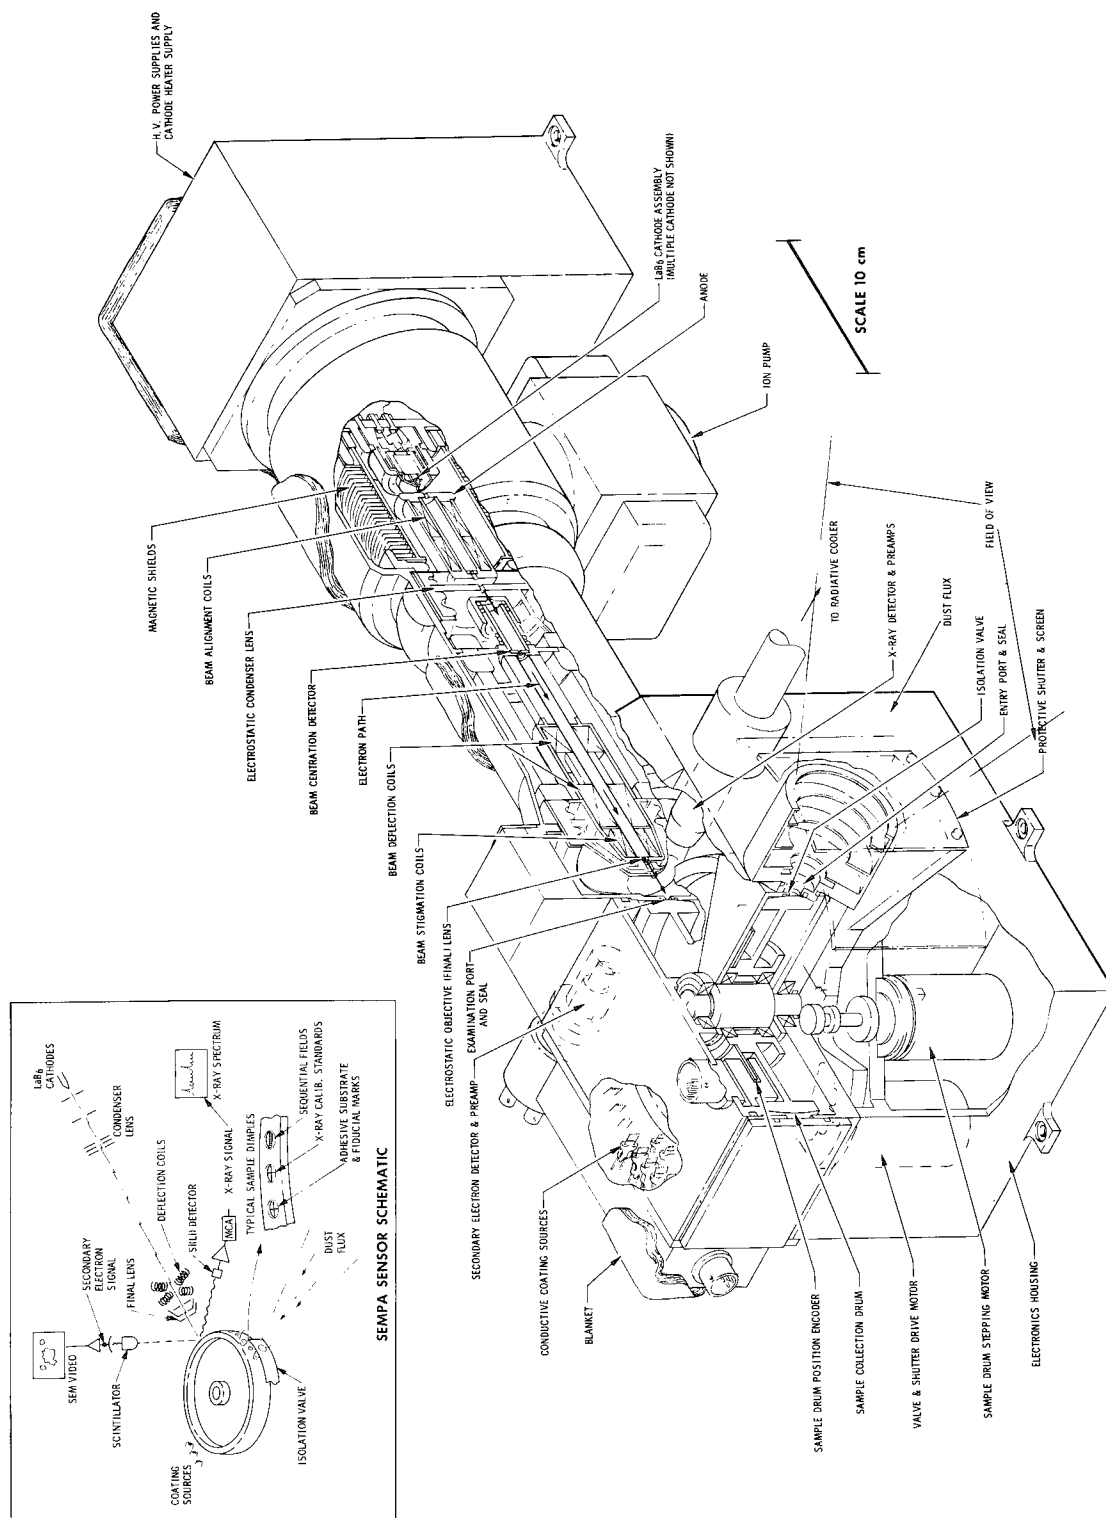 SEM VIDEO
SECONDARY
ELECTRON
SIGNAL
FINAL LENS
DEFLECTION COILS
CONDENSER
LENS
LaB6
CATHODES
SCINTILLATOR
COATING
SOURCES
SI(LI) DETECTOR
MCA
X-RAY SIGNAL
X-RAY SPECTRUM
TYPICAL SAMPLE DIMPLES
SEQUENTIAL FIELDS
X-RAY CALIB. STANDARDS
ADHESIVE SUBSTRATE
& FIDUCIAL MARKS
DUST
FLUX
ISOLATION VALVE
SEMPA SENSOR SCHEMATIC
H.V. POWER SUPPLIES AND
CATHODE HEATER SUPPLY
MAGNETIC SHIELDS
BEAM ALIGNMENT COILS
ELECTROSTATIC CONDENSER LENS
BEAM CENTRATION DETECTOR
ELECTRON PATH
BEAM DEFLECTION COILS
BEAM STIGMATION COILS
ELECTROSTATIC OBJECTIVE (FINAL) LENS
EXAMINATION PORT
AND SEAL
SECONDARY ELECTRON DETECTOR & PREAMP
CONDUCTIVE COATING SOURCES
BLANKET
LaB6 CATHODE ASSEMBLY
(MULTIPLE CATHODE NOT SHOWN)
ANODE
ION PUMP
SCALE 10 cm
FIELD OF VIEW
TO RADIATIVE COOLER
X-RAY DETECTOR & PREAMPS
DUST FLUX
ISOLATION VALVE
ENTRY PORT & SEAL
PROTECTIVE SHUTTER & SCREEN
SAMPLE DRUM POSITION ENCODER
SAMPLE COLLECTION DRUM
VALVE & SHUTTER DRIVE MOTOR
SAMPLE DRUM STEPPING MOTOR
ELECTRONICS HOUSING